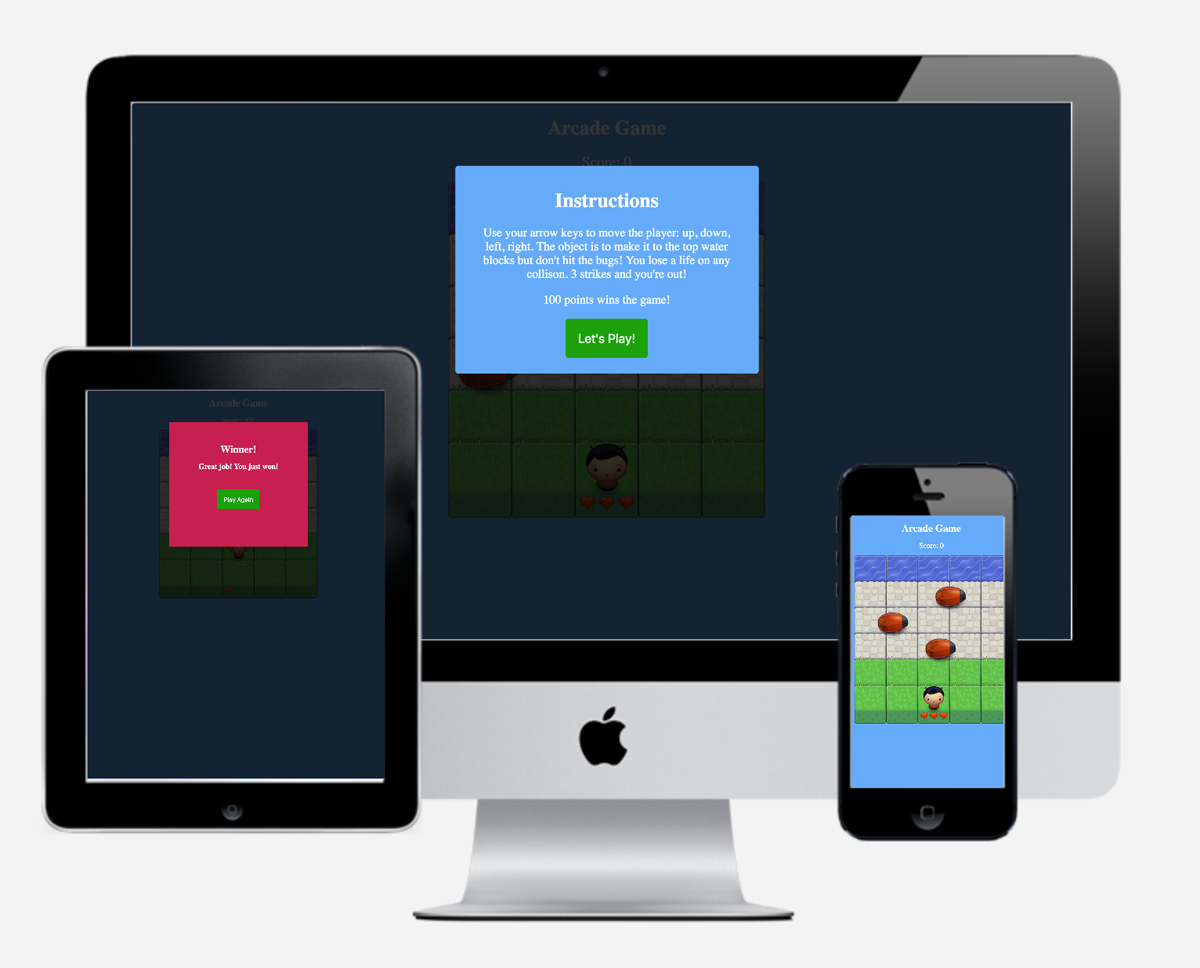 Arcade Game
Score: 0
Instructions
Use your arrow keys to move the player: up, down,
left, right. The object is to make it to the top water
blocks but don't hit the bugs! You lose a life on any
collison. 3 strikes and you're out!
100 points wins the game!
Let's Play!
Arcade Game
Winner!
Great job! You just won!
Play Again
Arcade Game
Score: 0